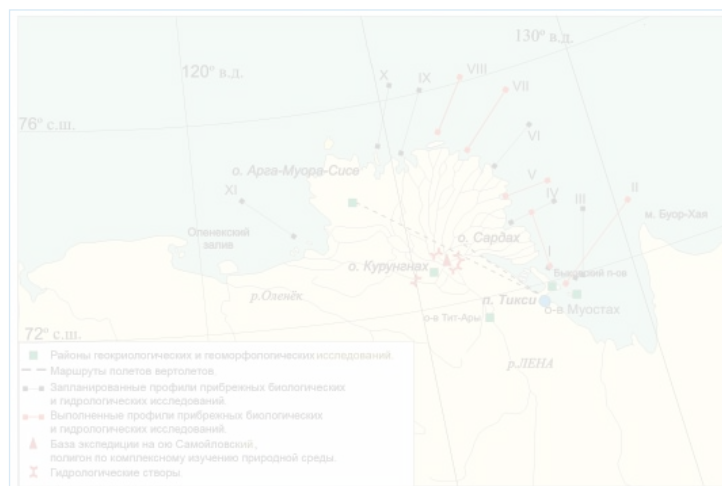 130° в.д.
120° в.д.
X
IX
VIII
VII
76° с.ш.
VI
о. Арга-Муора-Сисе
V
IV
III
II
XI
м. Буор-Хая
Оленекский
залив
о. Сардах
I
о. Курунгнах
Быковский п-ов
р.Оленёк
п. Тикси
о-в Муостах
о-в Тит-Ары
72° с.ш.
р.ЛЕНА
Районы геокриологических и геоморфологических исследований.
Маршруты полетов вертолетов
Запланированные профили прибрежных биологических
и гидрологических исследований.
Выполненные профили прибрежных биологических
и гидрологических исследований.
База экспедиции на ою Самойловский,
полигон по комплексному изучению природной среды.
Гидрологические створы